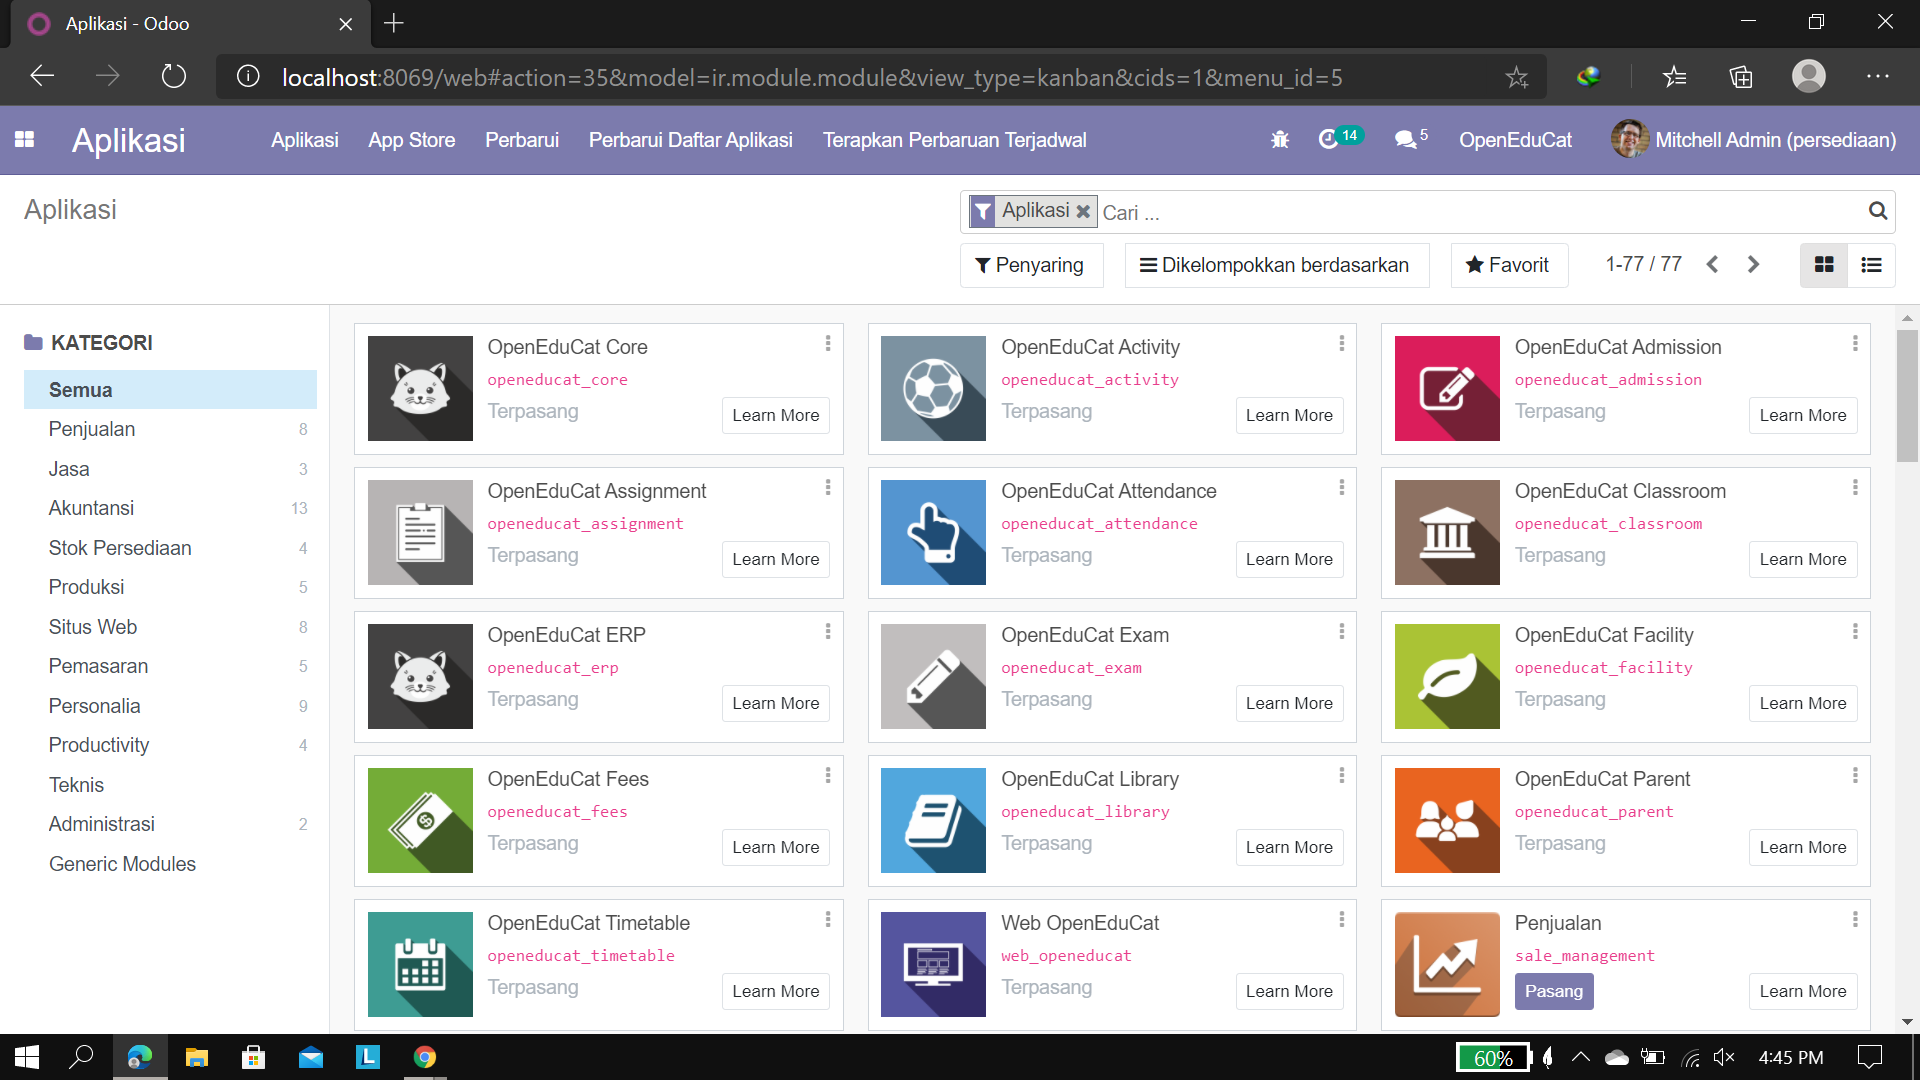 Aplikasi - Odoo
localhost:8069/web#action=35&model=ir.module.module&view_type=kanban&cids=1&menu_id=5
Aplikasi
Aplikasi App Store Perbarui Perbarui Daftar Aplikasi Terapkan Perbaruan Terjadwal
14 5 OpenEduCat Mitchell Admin (persediaan)
Aplikasi
Aplikasi Cari ...
Penyaring Dikelompokkan berdasarkan Favorit 1-77 / 77
KATEGORI
Semua
Penjualan 8
Jasa 3
Akuntansi 13
Stok Persediaan 4
Produksi 5
Situs Web 8
Pemasaran 5
Personalia 9
Productivity 4
Teknis
Administrasi 2
Generic Modules
OpenEduCat Core
openeducat_core
Terpasang Learn More
OpenEduCat Activity
openeducat_activity
Terpasang Learn More
OpenEduCat Admission
openeducat_admission
Terpasang Learn More
OpenEduCat Assignment
openeducat_assignment
Terpasang Learn More
OpenEduCat Attendance
openeducat_attendance
Terpasang Learn More
OpenEduCat Classroom
openeducat_classroom
Terpasang Learn More
OpenEduCat ERP
openeducat_erp
Terpasang Learn More
OpenEduCat Exam
openeducat_exam
Terpasang Learn More
OpenEduCat Facility
openeducat_facility
Terpasang Learn More
OpenEduCat Fees
openeducat_fees
Terpasang Learn More
OpenEduCat Library
openeducat_library
Terpasang Learn More
OpenEduCat Parent
openeducat_parent
Terpasang Learn More
OpenEduCat Timetable
openeducat_timetable
Terpasang Learn More
Web OpenEduCat
web_openeducat
Terpasang Learn More
Penjualan
sale_management
Pasang Learn More
L 60% 4:45 PM